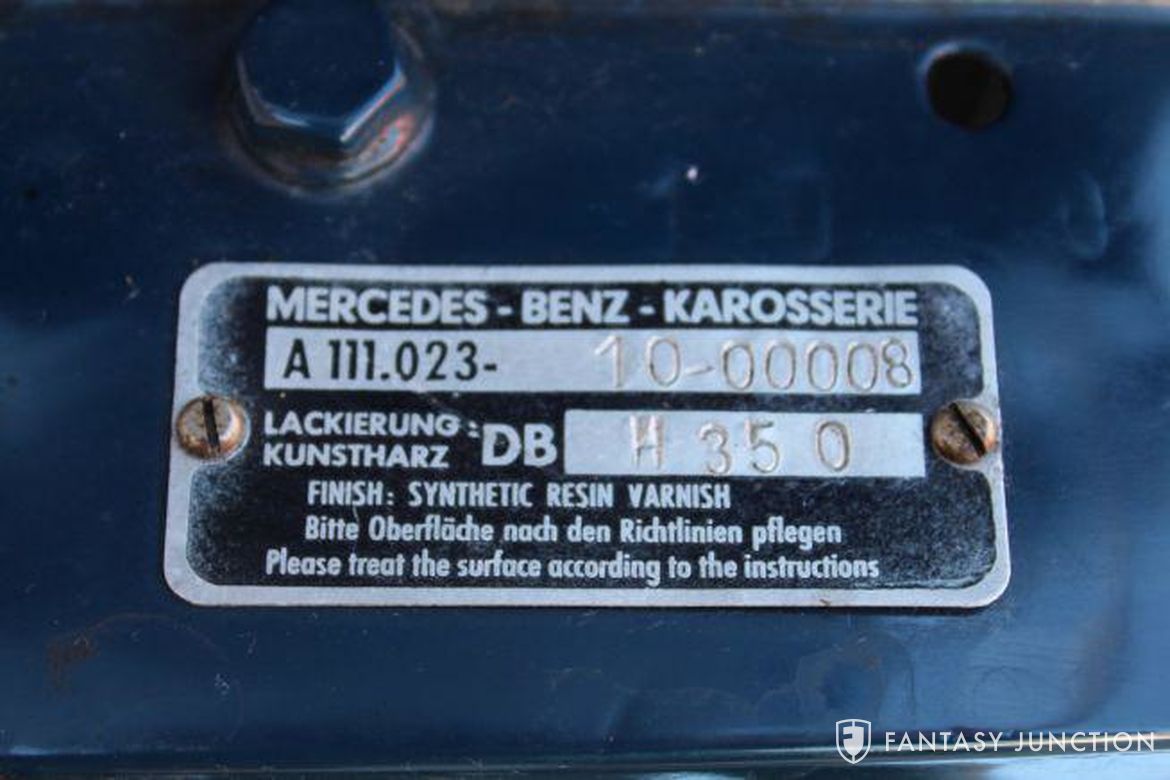 MERCEDES - BENZ - KAROSSERIE
A 111.023- 10-00008
LACKIERUNG :
KUNSTHARZ DB H 350
FINISH: SYNTHETIC RESIN VARNISH
Bitte Oberfläche nach den Richtlinien pflegen
Please treat the surface according to the instructions
FANTASY JUNCTION